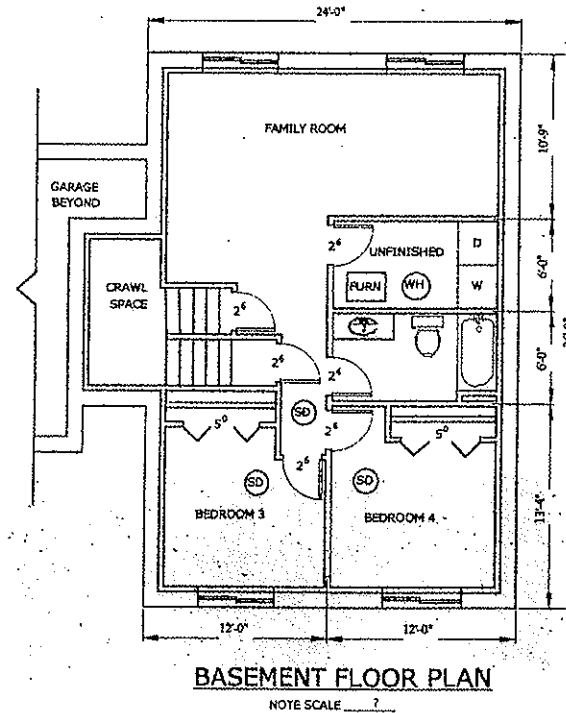 24'-0"
FAMILY ROOM
10'-9"
GARAGE
BEYOND
2⁶
UNFINISHED
D
6'-0"
CRAWL
SPACE
FURN
WH
W
2⁶
2⁶
2⁴
6'-0"
SD
5⁰
2⁶
5⁰
2⁶
SD
SD
13'-4"
BEDROOM 3
BEDROOM 4
12'-0"
12'-0"
BASEMENT FLOOR PLAN
NOTE SCALE ?